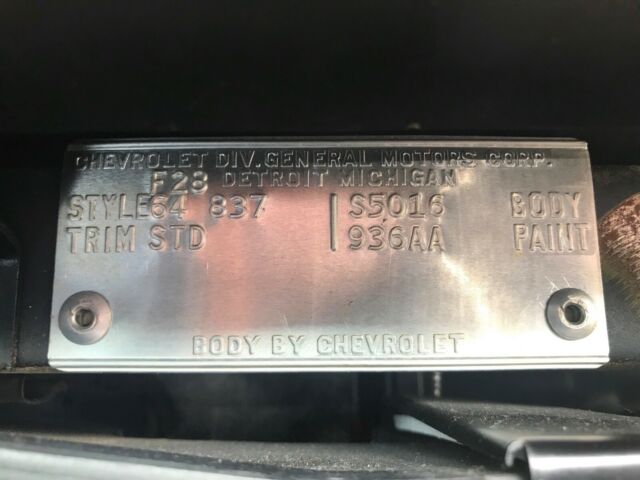 CHEVROLET DIV. GENERAL MOTORS CORP.
F28 DETROIT MICHIGAN
STYLE64 837 S5016 BODY
TRIM STD 936AA PAINT
BODY BY CHEVROLET